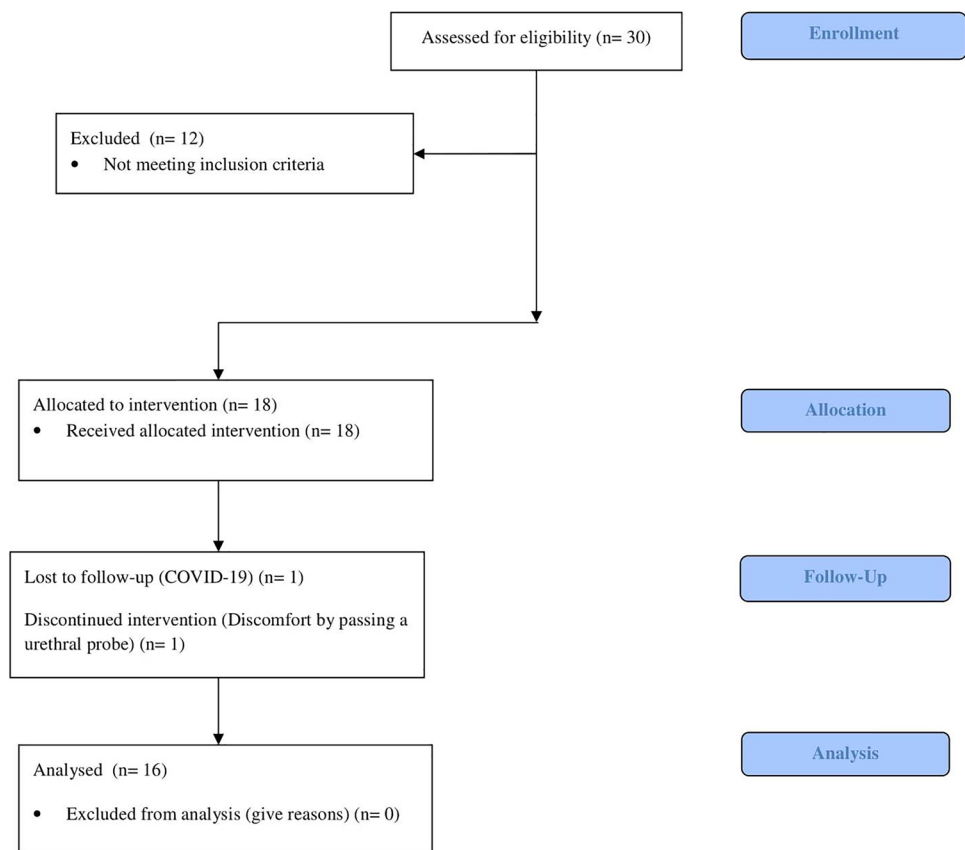 Assessed for eligibility (n= 30)
Enrollment
Excluded  (n= 12)
• Not meeting inclusion criteria
Allocated to intervention (n= 18)
• Received allocated intervention (n= 18)
Allocation
Lost to follow-up (COVID-19) (n= 1)
Discontinued intervention (Discomfort by passing a
urethral probe) (n= 1)
Follow-Up
Analysed  (n= 16)
• Excluded from analysis (give reasons) (n= 0)
Analysis